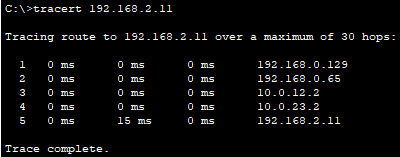 C:\>tracert 192.168.2.11
Tracing route to 192.168.2.11 over a maximum of 30 hops:
1 0 ms 0 ms 0 ms 192.168.0.129
2 0 ms 0 ms 0 ms 192.168.0.65
3 0 ms 0 ms 0 ms 10.0.12.2
4 0 ms 0 ms 0 ms 10.0.23.2
5 0 ms 15 ms 0 ms 192.168.2.11
Trace complete.